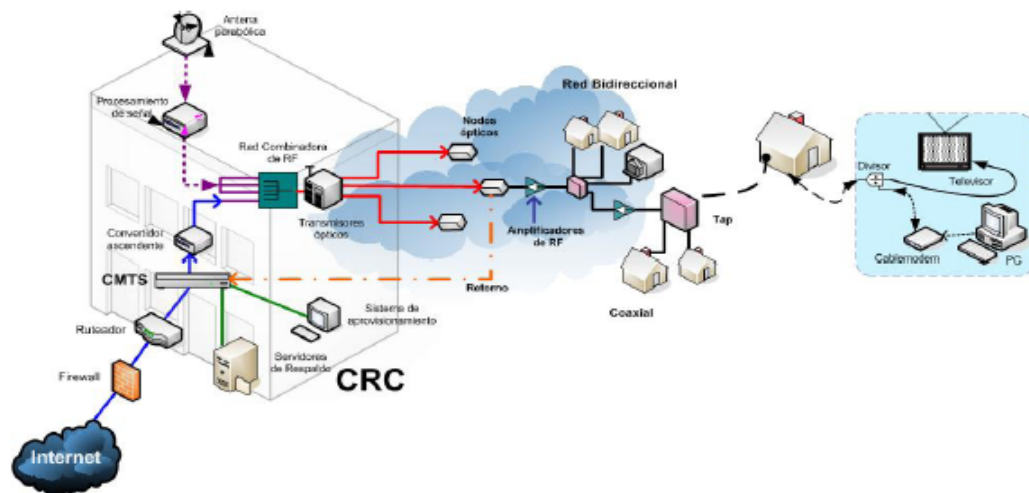 Antena
parabólica
Procesamiento
de señal
Red Combinadora
de RF
Nodos
ópticos
Red Bidireccional
Transmisores
ópticos
Convertidor
ascendente
CMTS
Amplificadores
de RF
Retorno
Tap
Coaxial
Divisor
Televisor
Cablemodem
PC
Ruteador
Sistema de
aprovisionamiento
Servidores
de Respaldo
Firewall
CRC
Internet